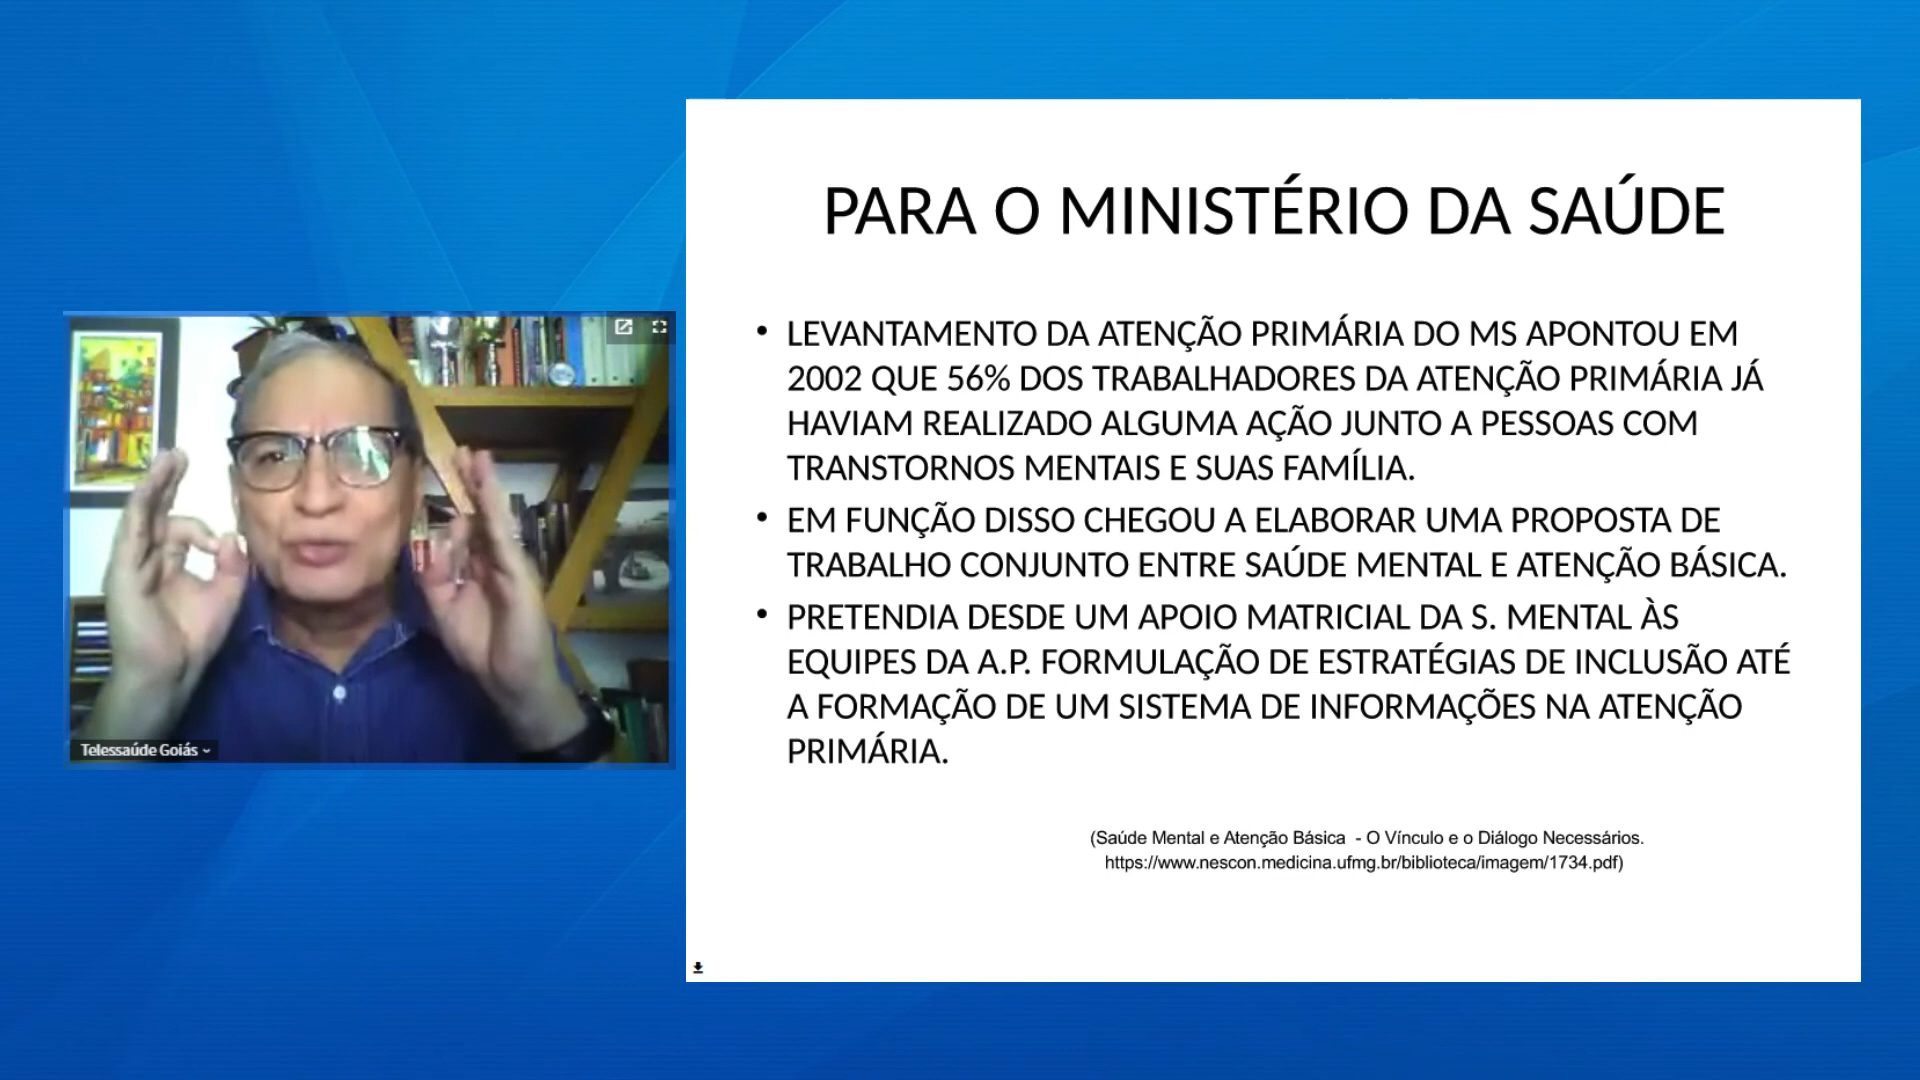 PARA O MINISTÉRIO DA SAÚDE
• LEVANTAMENTO DA ATENÇÃO PRIMÁRIA DO MS APONTOU EM
2002 QUE 56% DOS TRABALHADORES DA ATENÇÃO PRIMÁRIA JÁ
HAVIAM REALIZADO ALGUMA AÇÃO JUNTO A PESSOAS COM
TRANSTORNOS MENTAIS E SUAS FAMÍLIA.
• EM FUNÇÃO DISSO CHEGOU A ELABORAR UMA PROPOSTA DE
TRABALHO CONJUNTO ENTRE SAÚDE MENTAL E ATENÇÃO BÁSICA.
• PRETENDIA DESDE UM APOIO MATRICIAL DA S. MENTAL ÀS
EQUIPES DA A.P. FORMULAÇÃO DE ESTRATÉGIAS DE INCLUSÃO ATÉ
A FORMAÇÃO DE UM SISTEMA DE INFORMAÇÕES NA ATENÇÃO
PRIMÁRIA.
(Saúde Mental e Atenção Básica - O Vínculo e o Diálogo Necessários.
https://www.nescon.medicina.ufmg.br/biblioteca/imagem/1734.pdf)
Telessaúde Goiás